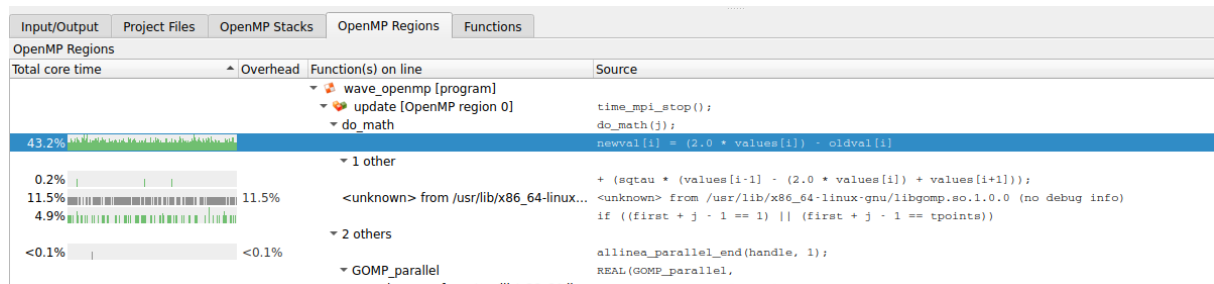 Input/Output Project Files OpenMP Stacks OpenMP Regions Functions
OpenMP Regions
Total core time Overhead Function(s) on line Source
wave_openmp [program]
update [OpenMP region 0] time_mpi_stop();
do_math do_math(j);
43.2% newval[i] = (2.0 * values[i]) - oldval[i]
1 other
0.2% + (sqtau * (values[i-1] - (2.0 * values[i]) + values[i+1]));
11.5% 11.5% <unknown> from /usr/lib/x86_64-linux... <unknown> from /usr/lib/x86_64-linux-gnu/libgomp.so.1.0.0 (no debug info)
4.9% if ((first + j - 1 == 1) || (first + j - 1 == tpoints))
2 others
<0.1% <0.1% allinea_parallel_end(handle, 1);
GOMP_parallel REAL(GOMP_parallel,